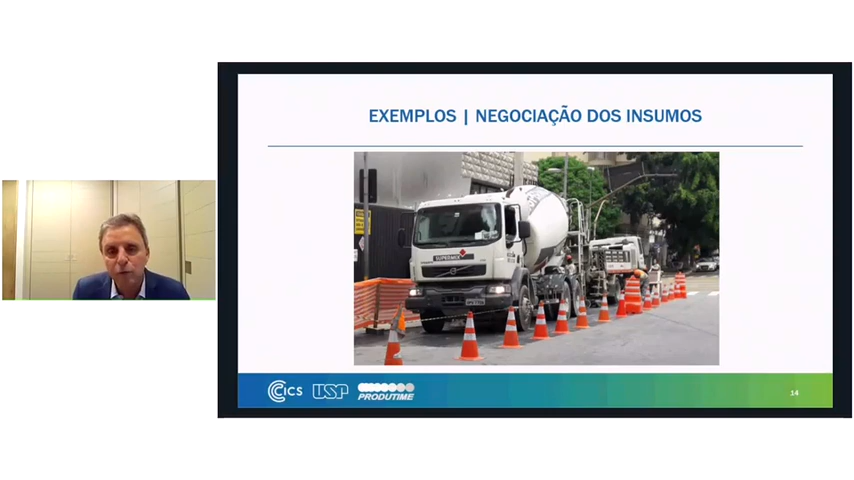 EXEMPLOS | NEGOCIAÇÃO DOS INSUMOS
SUPERMIX
CICS USP PRODUTIME
14